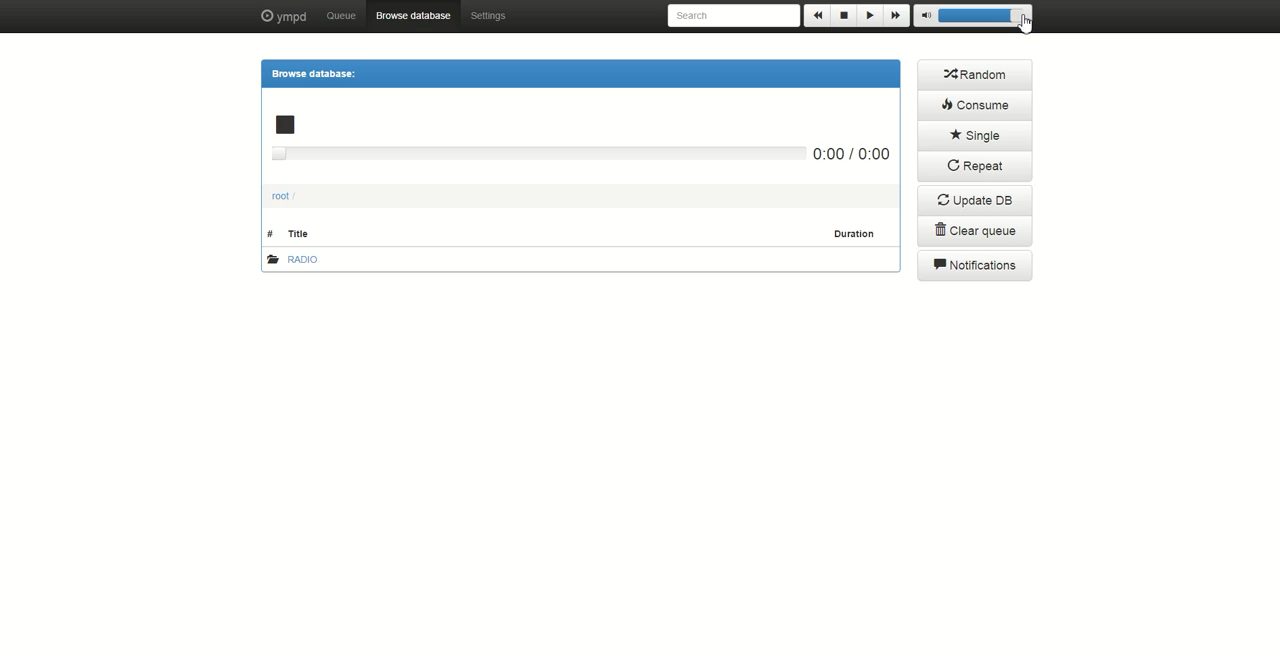 ympd Queue Browse database Settings Search
Browse database:
0:00 / 0:00
root /
# Title Duration
RADIO
Random
Consume
Single
Repeat
Update DB
Clear queue
Notifications